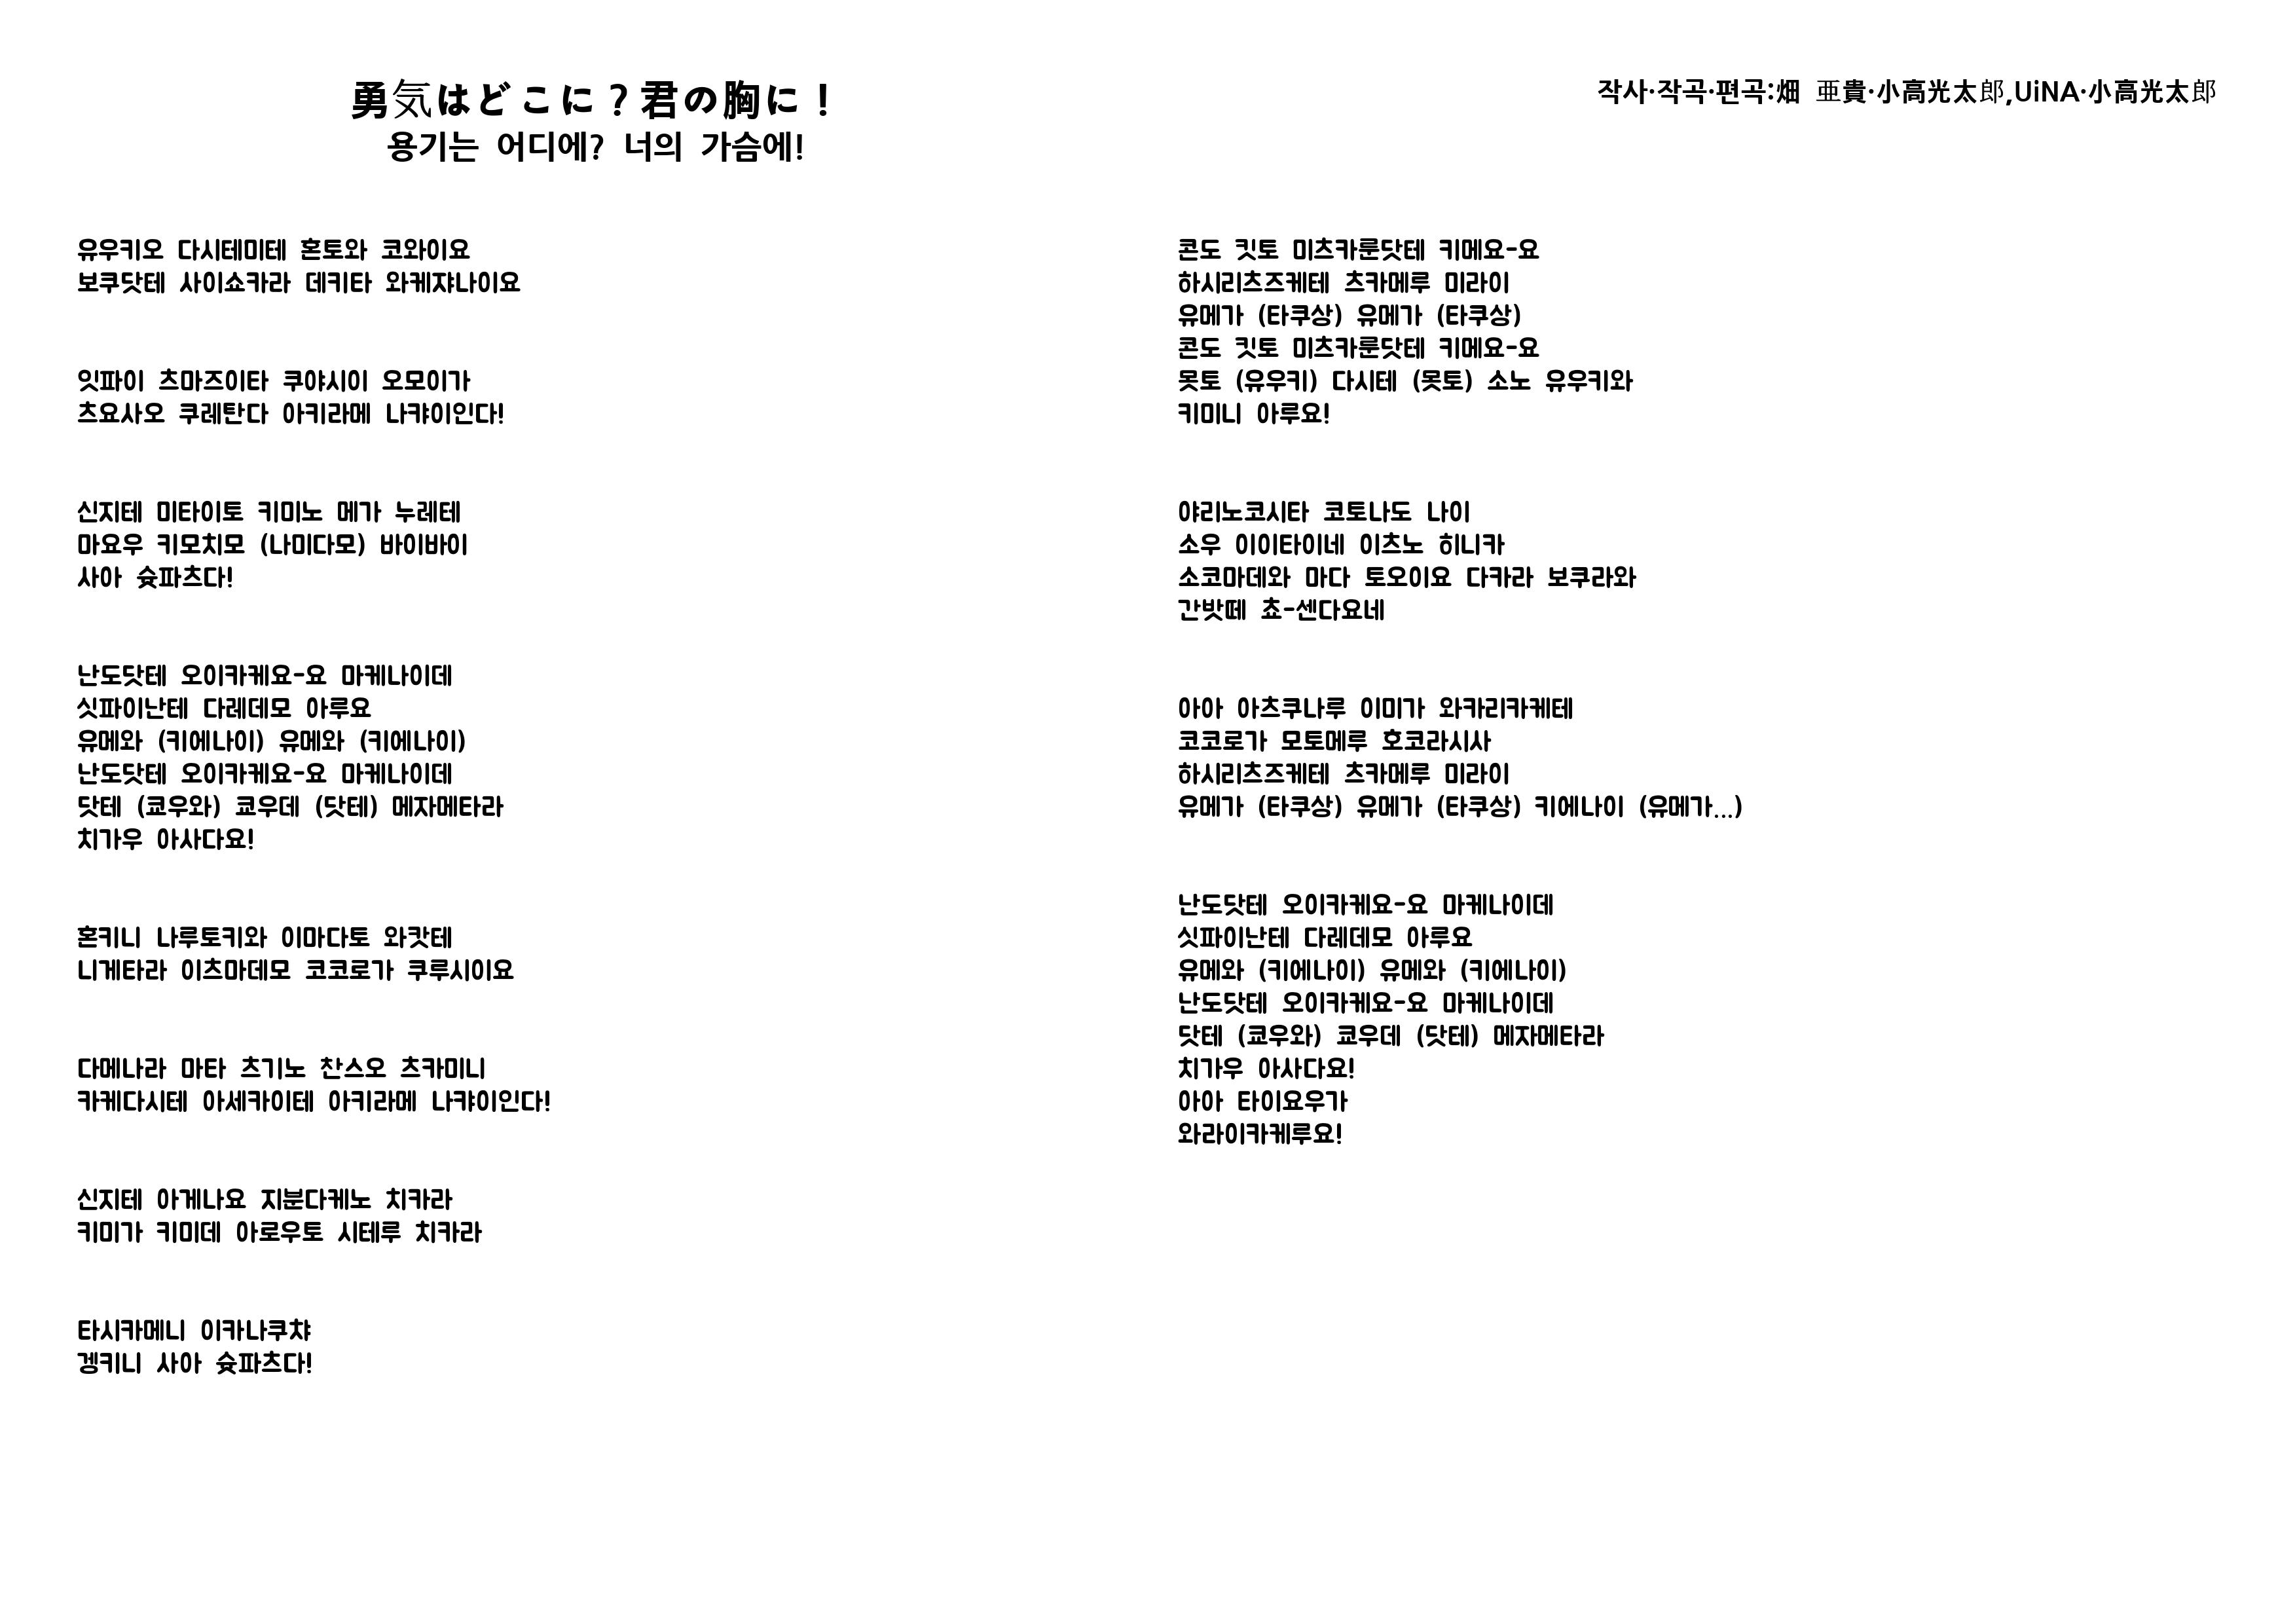 勇気はどこに？君の胸に！
용기는 어디에? 너의 가슴에!
작사·작곡·편곡:畑 亜貴·小高光太郎,UiNA·小高光太郎
유우키오 다시테미테 혼토와 코와이요
보쿠닷테 사이쇼카라 데키타 와케쟈나이요
잇파이 츠마즈이타 쿠야시이 오모이가
츠요사오 쿠레탄다 아키라메 나캬이인다!
신지테 미타이토 키미노 메가 누레테
마요우 키모치모 (나미다모) 바이바이
사아 슛파츠다!
난도닷테 오이카케요-요 마케나이데
싯파이난테 다레데모 아루요
유메와 (키에나이) 유메와 (키에나이)
난도닷테 오이카케요-요 마케나이데
닷테 (쿄우와) 쿄우데 (닷테) 메자메타라
치가우 아사다요!
혼키니 나루토키와 이마다토 와캇테
니게타라 이츠마데모 코코로가 쿠루시이요
다메나라 마타 츠기노 찬스오 츠카미니
카케다시테 아세카이테 아키라메 나캬이인다!
신지테 아게나요 지분다케노 치카라
키미가 키미데 아로우토 시테루 치카라
타시카메니 이카나쿠챠
겡키니 사아 슛파츠다!
콘도 킷토 미츠카룬닷테 키메요-요
하시리츠즈케테 츠카메루 미라이
유메가 (타쿠상) 유메가 (타쿠상)
콘도 킷토 미츠카룬닷테 키메요-요
못토 (유우키) 다시테 (못토) 소노 유우키와
키미니 아루요!
야리노코시타 코토나도 나이
소우 이이타이네 이츠노 히니카
소코마데와 마다 토오이요 다카라 보쿠라와
간밧떼 쵸-센다요네
아아 아츠쿠나루 이미가 와카리카케테
코코로가 모토메루 호코라시사
하시리츠즈케테 츠카메루 미라이
유메가 (타쿠상) 유메가 (타쿠상) 키에나이 (유메가...)
난도닷테 오이카케요-요 마케나이데
싯파이난테 다레데모 아루요
유메와 (키에나이) 유메와 (키에나이)
난도닷테 오이카케요-요 마케나이데
닷테 (쿄우와) 쿄우데 (닷테) 메자메타라
치가우 아사다요!
아아 타이요우가
와라이카케루요!